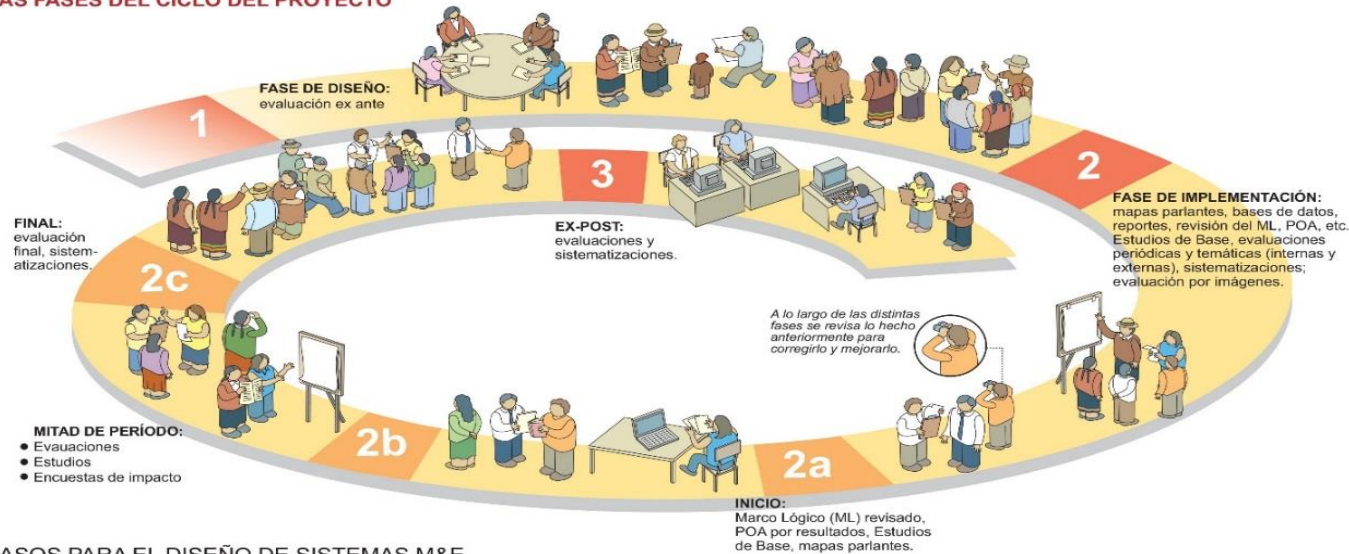 AS FASES DEL CICLO DEL PROYECTO
1
FASE DE DISEÑO:
evaluación ex ante
2
FASE DE IMPLEMENTACIÓN:
mapas parlantes, bases de datos,
reportes, revisión del ML, POA, etc.
Estudios de Base, evaluaciones
periódicas y temáticas (internas y
externas), sistematizaciones;
evaluación por imágenes.
A lo largo de las distintas
fases se revisa lo hecho
anteriormente para
corregirlo y mejorarlo.
2a
INICIO:
Marco Lógico (ML) revisado,
POA por resultados, Estudios
de Base, mapas parlantes.
2b
MITAD DE PERÍODO:
• Evauaciones
• Estudios
• Encuestas de impacto
2c
FINAL:
evaluación
final, sistem-
atizaciones.
3
EX-POST:
evaluaciones y
sistematizaciones.
ASOS PARA EL DISEÑO DE SISTEMAS M&E